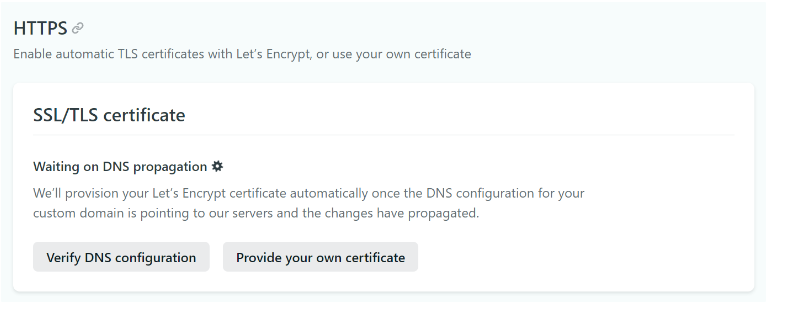 HTTPS
Enable automatic TLS certificates with Let's Encrypt, or use your own certificate
SSL/TLS certificate
Waiting on DNS propagation
We'll provision your Let's Encrypt certificate automatically once the DNS configuration for your
custom domain is pointing to our servers and the changes have propagated.
Verify DNS configuration
Provide your own certificate